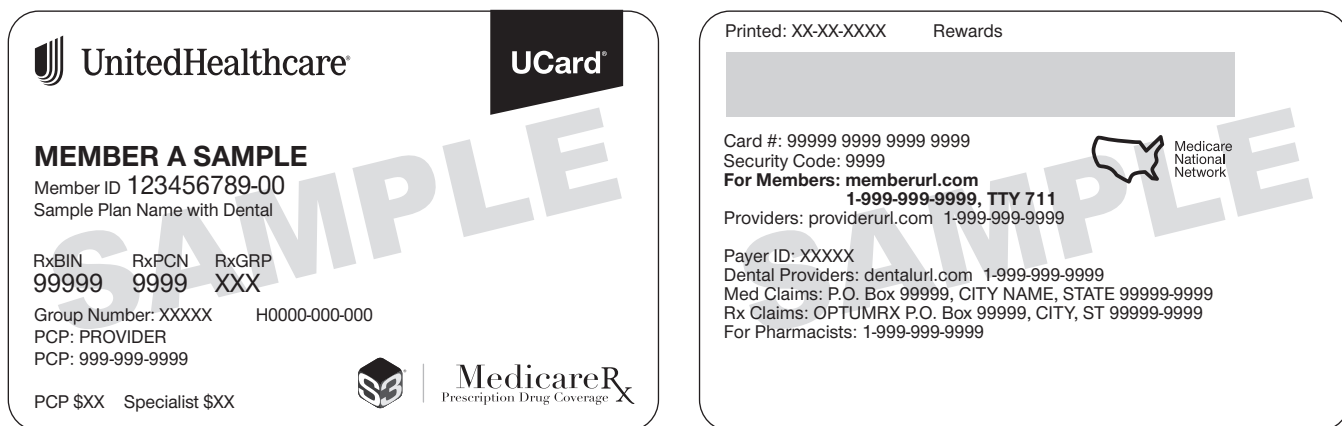 UnitedHealthcare®
UCard®
SAMPLE
MEMBER A SAMPLE
Member ID 123456789-00
Sample Plan Name with Dental
RxBIN RxPCN RxGRP
99999 9999 XXX
Group Number: XXXXX H0000-000-000
PCP: PROVIDER
PCP: 999-999-9999
PCP $XX Specialist $XX
S3®
MedicareRx
Prescription Drug Coverage
Printed: XX-XX-XXXX Rewards
SAMPLE
Card #: 99999 9999 9999 9999
Security Code: 9999
For Members: memberurl.com
1-999-999-9999, TTY 711
Providers: providerurl.com 1-999-999-9999
Medicare
National
Network
Payer ID: XXXXX
Dental Providers: dentalurl.com 1-999-999-9999
Med Claims: P.O. Box 99999, CITY NAME, STATE 99999-9999
Rx Claims: OPTUMRX P.O. Box 99999, CITY, ST 99999-9999
For Pharmacists: 1-999-999-9999